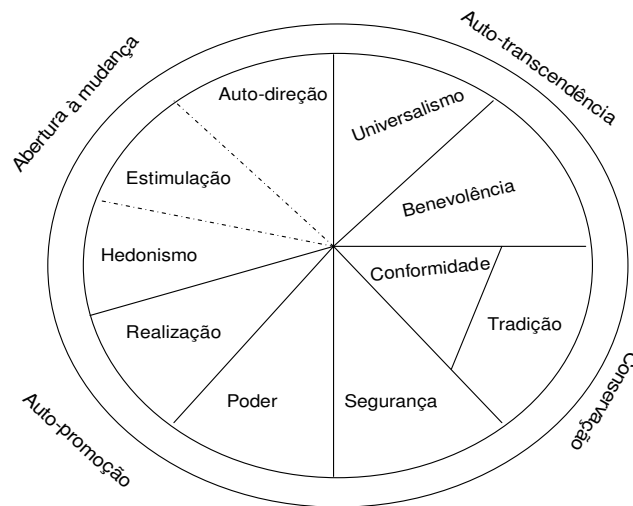 Abertura à mudança
Auto-transcendência
Auto-direção
Universalismo
Estimulação
Benevolência
Hedonismo
Conformidade
Realização
Tradição
Poder
Segurança
Auto-promoção
Conservação